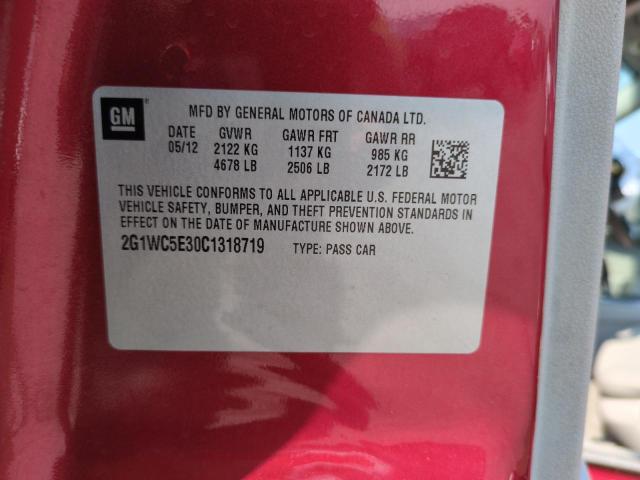 GM ® MFD BY GENERAL MOTORS OF CANADA LTD.
DATE GVWR GAWR FRT GAWR RR
05/12 2122 KG 1137 KG 985 KG
4678 LB 2506 LB 2172 LB
THIS VEHICLE CONFORMS TO ALL APPLICABLE U.S. FEDERAL MOTOR
VEHICLE SAFETY, BUMPER, AND THEFT PREVENTION STANDARDS IN
EFFECT ON THE DATE OF MANUFACTURE SHOWN ABOVE.
2G1WC5E30C1318719 TYPE: PASS CAR